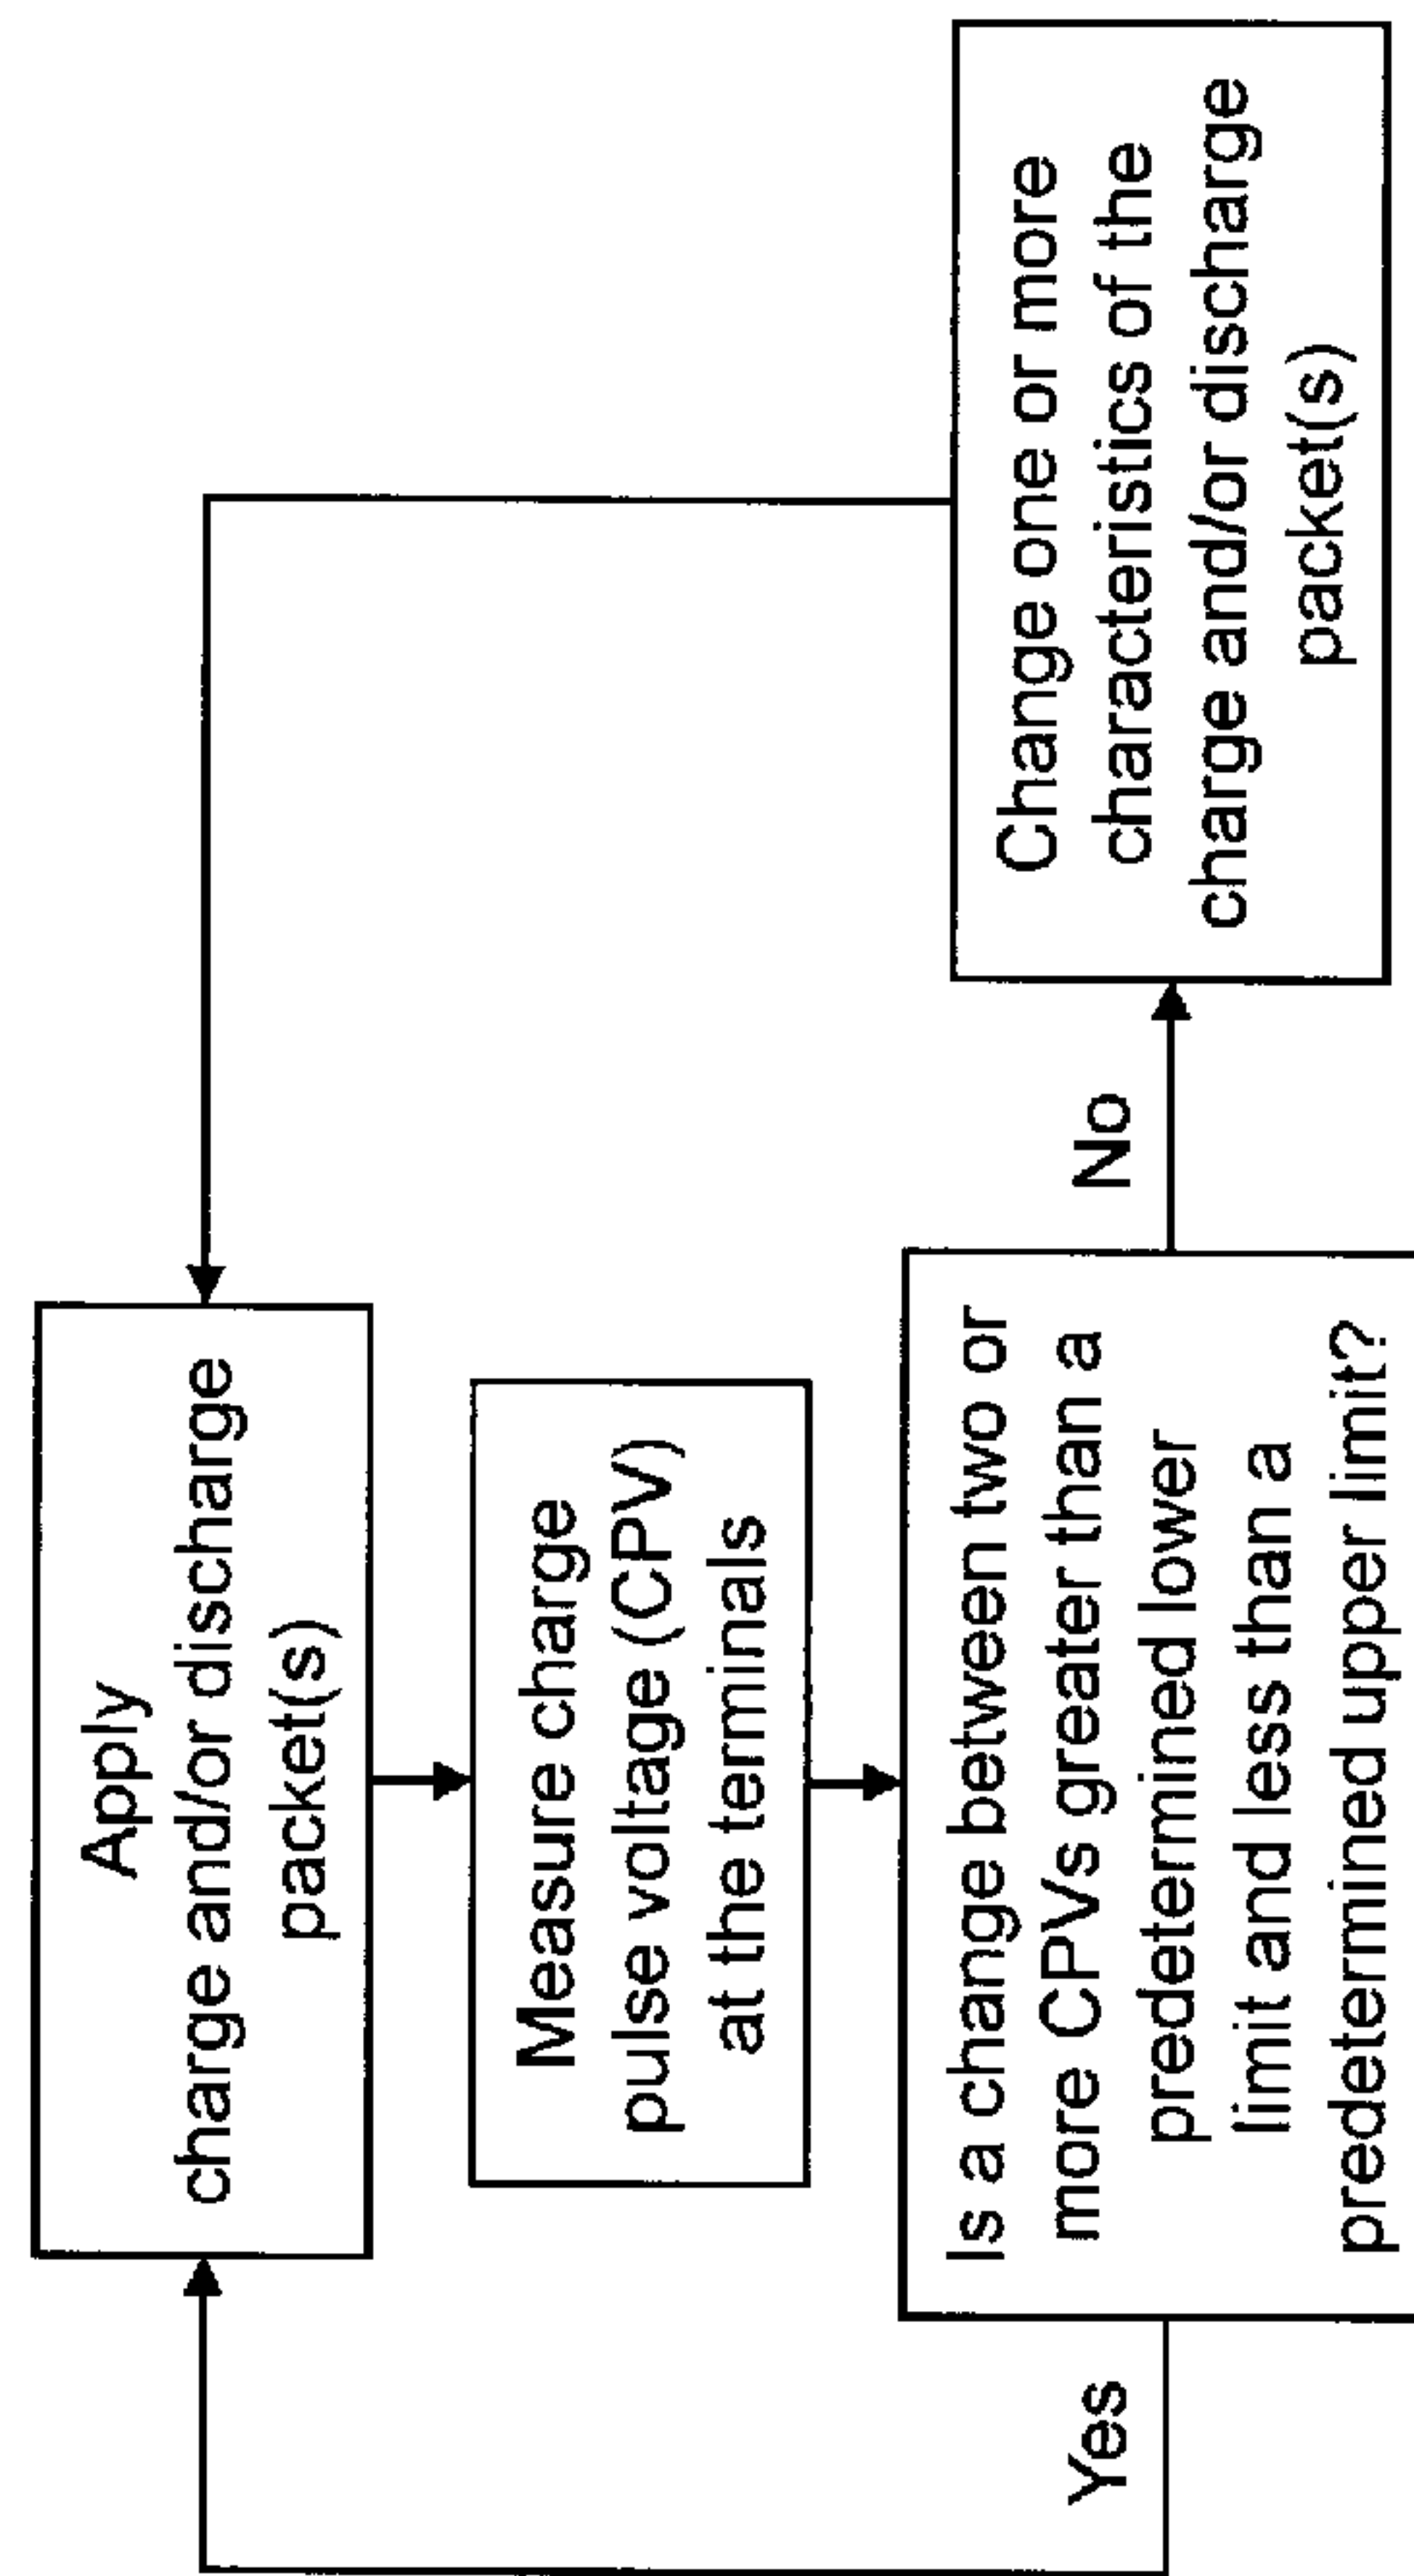 Apply
charge and/or discharge
packet(s)
Measure charge
pulse voltage (CPV)
at the terminals
Is a change between two or
more CPVs greater than a
predetermined lower
limit and less than a
predetermined upper limit?
Yes
No
Change one or more
characteristics of the
charge and/or discharge
packet(s)